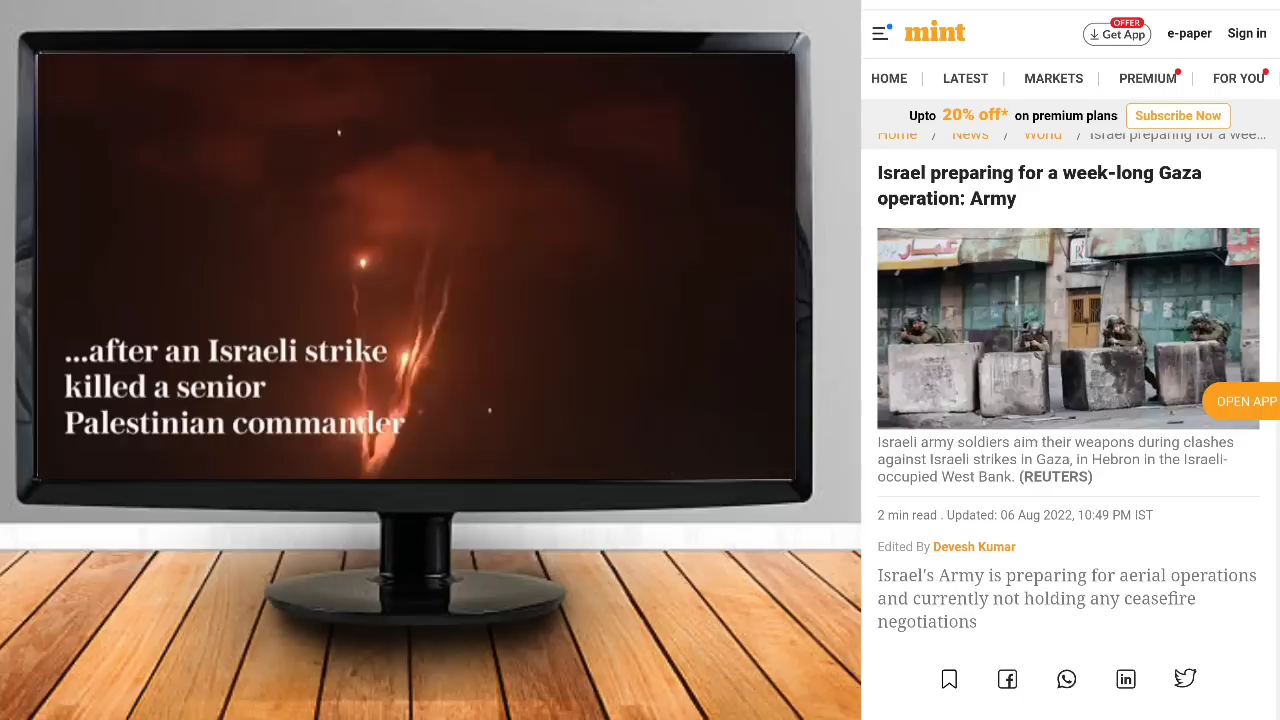 ...after an Israeli strike
killed a senior
Palestinian commander
mint
OFFER
Get App
e-paper
Sign in
HOME
LATEST
MARKETS
PREMIUM
FOR YOU
Upto 20% off* on premium plans
Subscribe Now
Home / News / World / Israel preparing for a wee...
Israel preparing for a week-long Gaza
operation: Army
OPEN APP
Israeli army soldiers aim their weapons during clashes
against Israeli strikes in Gaza, in Hebron in the Israeli-
occupied West Bank. (REUTERS)
2 min read . Updated: 06 Aug 2022, 10:49 PM IST
Edited By Devesh Kumar
Israel's Army is preparing for aerial operations
and currently not holding any ceasefire
negotiations